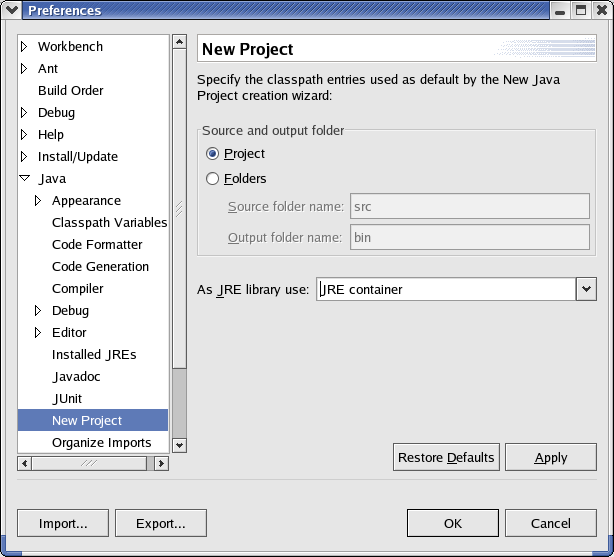 Preferences
Workbench
Ant
Build Order
Debug
Help
Install/Update
Java
Appearance
Classpath Variables
Code Formatter
Code Generation
Compiler
Debug
Editor
Installed JREs
Javadoc
JUnit
New Project
Organize Imports
New Project
Specify the classpath entries used as default by the New Java
Project creation wizard:
Source and output folder
Project
Folders
Source folder name: src
Output folder name: bin
As JRE library use: JRE container
Restore Defaults Apply
Import... Export... OK Cancel